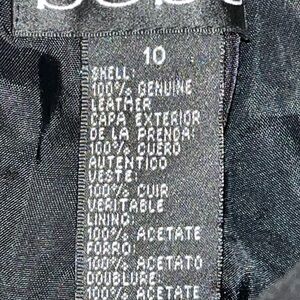 10
SHELL:
100% GENUINE
LEATHER
CAPA EXTERIOR
DE LA PRENDA:
100% CUERO
AUTENTICO
VESTE:
100% CUIR
VERITABLE
LINING:
100% ACETATE
FORRO:
100% ACETATO
DOUBLURE:
100% ACETATE